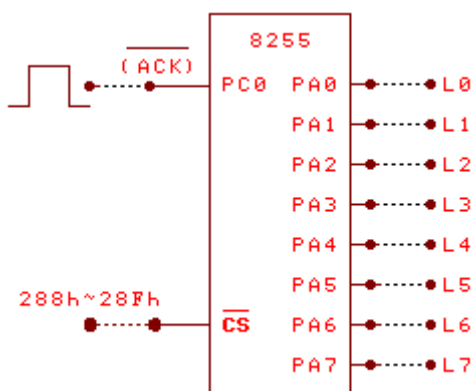 8255
(ACK)
PC0 PA0 L0
PA1 L1
PA2 L2
PA3 L3
PA4 L4
PA5 L5
288h~28Fh
CS PA6 L6
PA7 L7